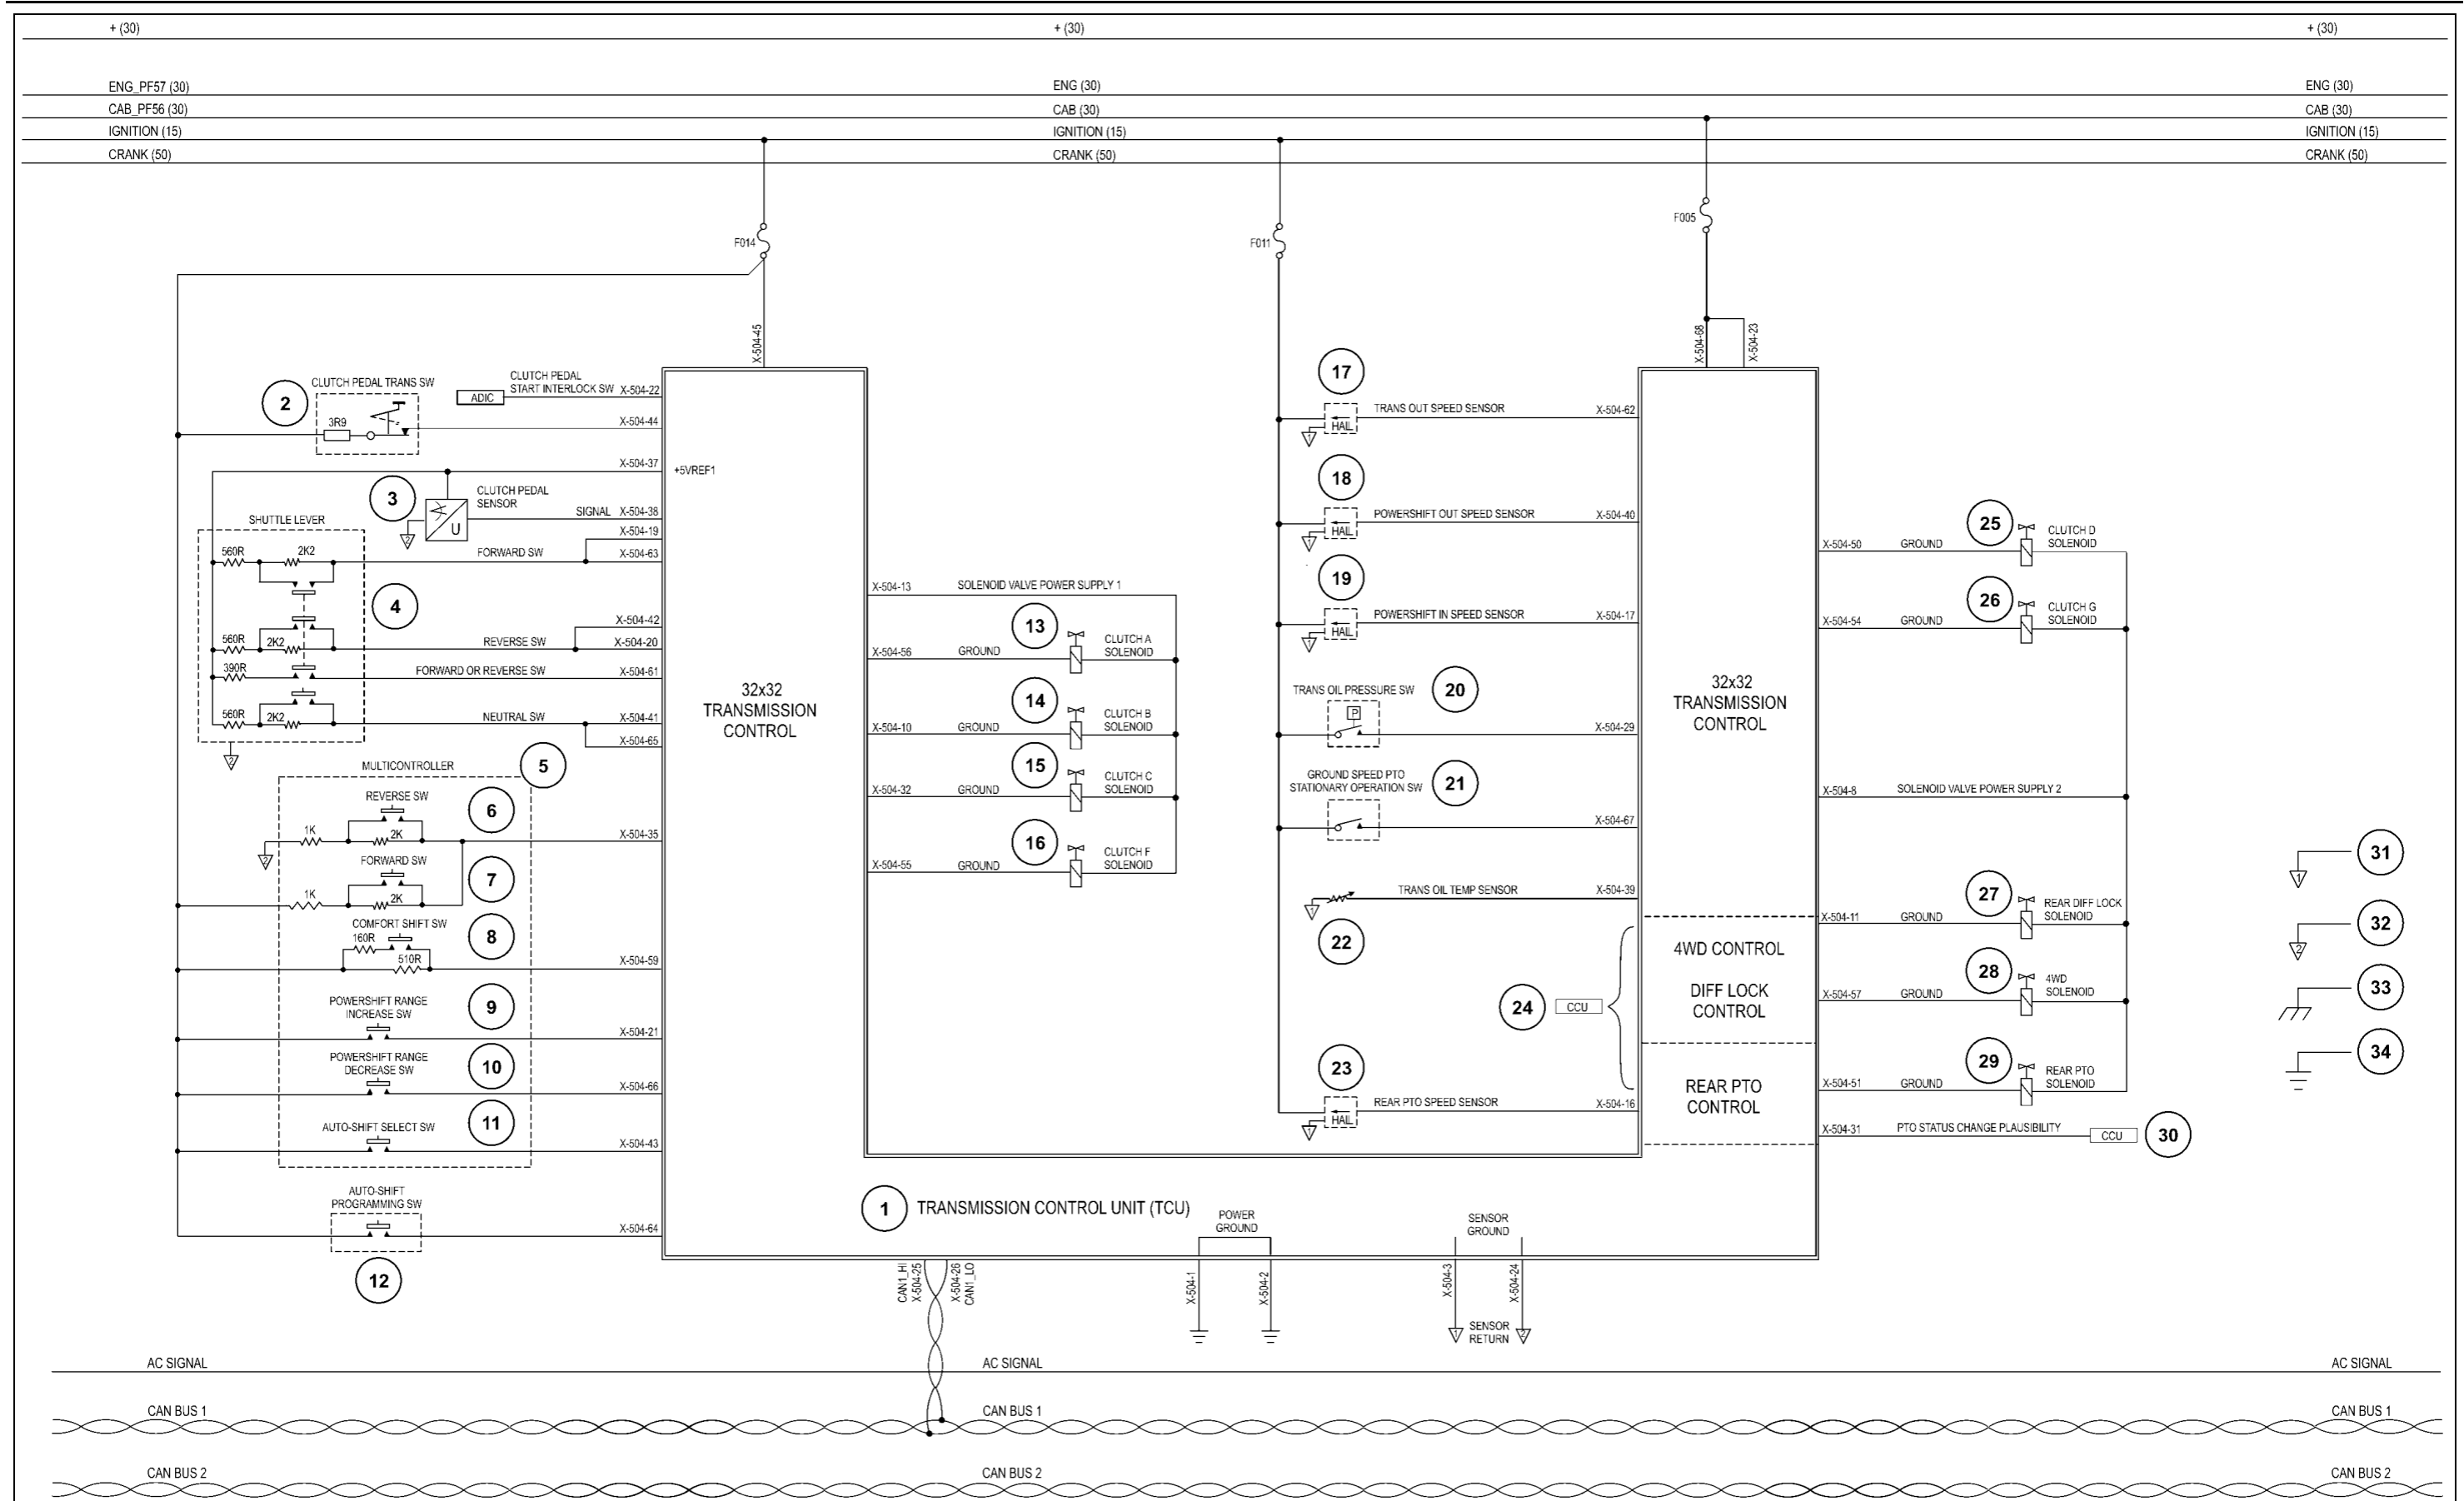 + (30)
+ (30)
+ (30)
ENG_PF57 (30)
ENG (30)
ENG (30)
CAB_PF56 (30)
CAB (30)
CAB (30)
IGNITION (15)
IGNITION (15)
IGNITION (15)
CRANK (50)
CRANK (50)
CRANK (50)
F014
F011
F005
X-504-45
X-504-68
X-504-23
2
CLUTCH PEDAL TRANS SW
3R9
ADIC
CLUTCH PEDAL
START INTERLOCK SW
X-504-22
X-504-44
X-504-37
+5VREF1
3
CLUTCH PEDAL
SENSOR
U
2
SIGNAL
X-504-38
X-504-19
SHUTTLE LEVER
560R
2K2
FORWARD SW
X-504-63
4
X-504-42
560R
2K2
REVERSE SW
X-504-20
390R
FORWARD OR REVERSE SW
X-504-61
560R
2K2
NEUTRAL SW
X-504-41
X-504-65
2
MULTICONTROLLER
5
REVERSE SW
6
1K
2K
X-504-35
2
FORWARD SW
7
1K
2K
COMFORT SHIFT SW
8
160R
510R
X-504-59
POWERSHIFT RANGE
INCREASE SW
9
X-504-21
POWERSHIFT RANGE
DECREASE SW
10
X-504-66
AUTO-SHIFT SELECT SW
11
X-504-43
AUTO-SHIFT
PROGRAMMING SW
X-504-64
12
32x32
TRANSMISSION
CONTROL
X-504-13
SOLENOID VALVE POWER SUPPLY 1
13
X-504-56
GROUND
CLUTCH A
SOLENOID
14
X-504-10
GROUND
CLUTCH B
SOLENOID
15
X-504-32
GROUND
CLUTCH C
SOLENOID
16
X-504-55
GROUND
CLUTCH F
SOLENOID
17
HAIL
1
TRANS OUT SPEED SENSOR
X-504-62
18
HAIL
1
POWERSHIFT OUT SPEED SENSOR
X-504-40
19
HAIL
1
POWERSHIFT IN SPEED SENSOR
X-504-17
TRANS OIL PRESSURE SW
20
P
X-504-29
GROUND SPEED PTO
STATIONARY OPERATION SW
21
X-504-67
TRANS OIL TEMP SENSOR
X-504-39
1
22
24
CCU
23
HAIL
1
REAR PTO SPEED SENSOR
X-504-16
32x32
TRANSMISSION
CONTROL
4WD CONTROL
DIFF LOCK
CONTROL
REAR PTO
CONTROL
25
X-504-50
GROUND
CLUTCH D
SOLENOID
26
X-504-54
GROUND
CLUTCH G
SOLENOID
X-504-8
SOLENOID VALVE POWER SUPPLY 2
27
X-504-11
GROUND
REAR DIFF LOCK
SOLENOID
28
X-504-57
GROUND
4WD
SOLENOID
29
X-504-51
GROUND
REAR PTO
SOLENOID
X-504-31
PTO STATUS CHANGE PLAUSIBILITY
CCU
30
31
1
32
2
33
34
1
TRANSMISSION CONTROL UNIT (TCU)
POWER
GROUND
SENSOR
GROUND
CAN1_HI
X-504-25
X-504-26
CAN1_LO
X-504-1
X-504-2
X-504-3
X-504-24
1
SENSOR
RETURN
2
AC SIGNAL
AC SIGNAL
AC SIGNAL
CAN BUS 1
CAN BUS 1
CAN BUS 1
CAN BUS 2
CAN BUS 2
CAN BUS 2